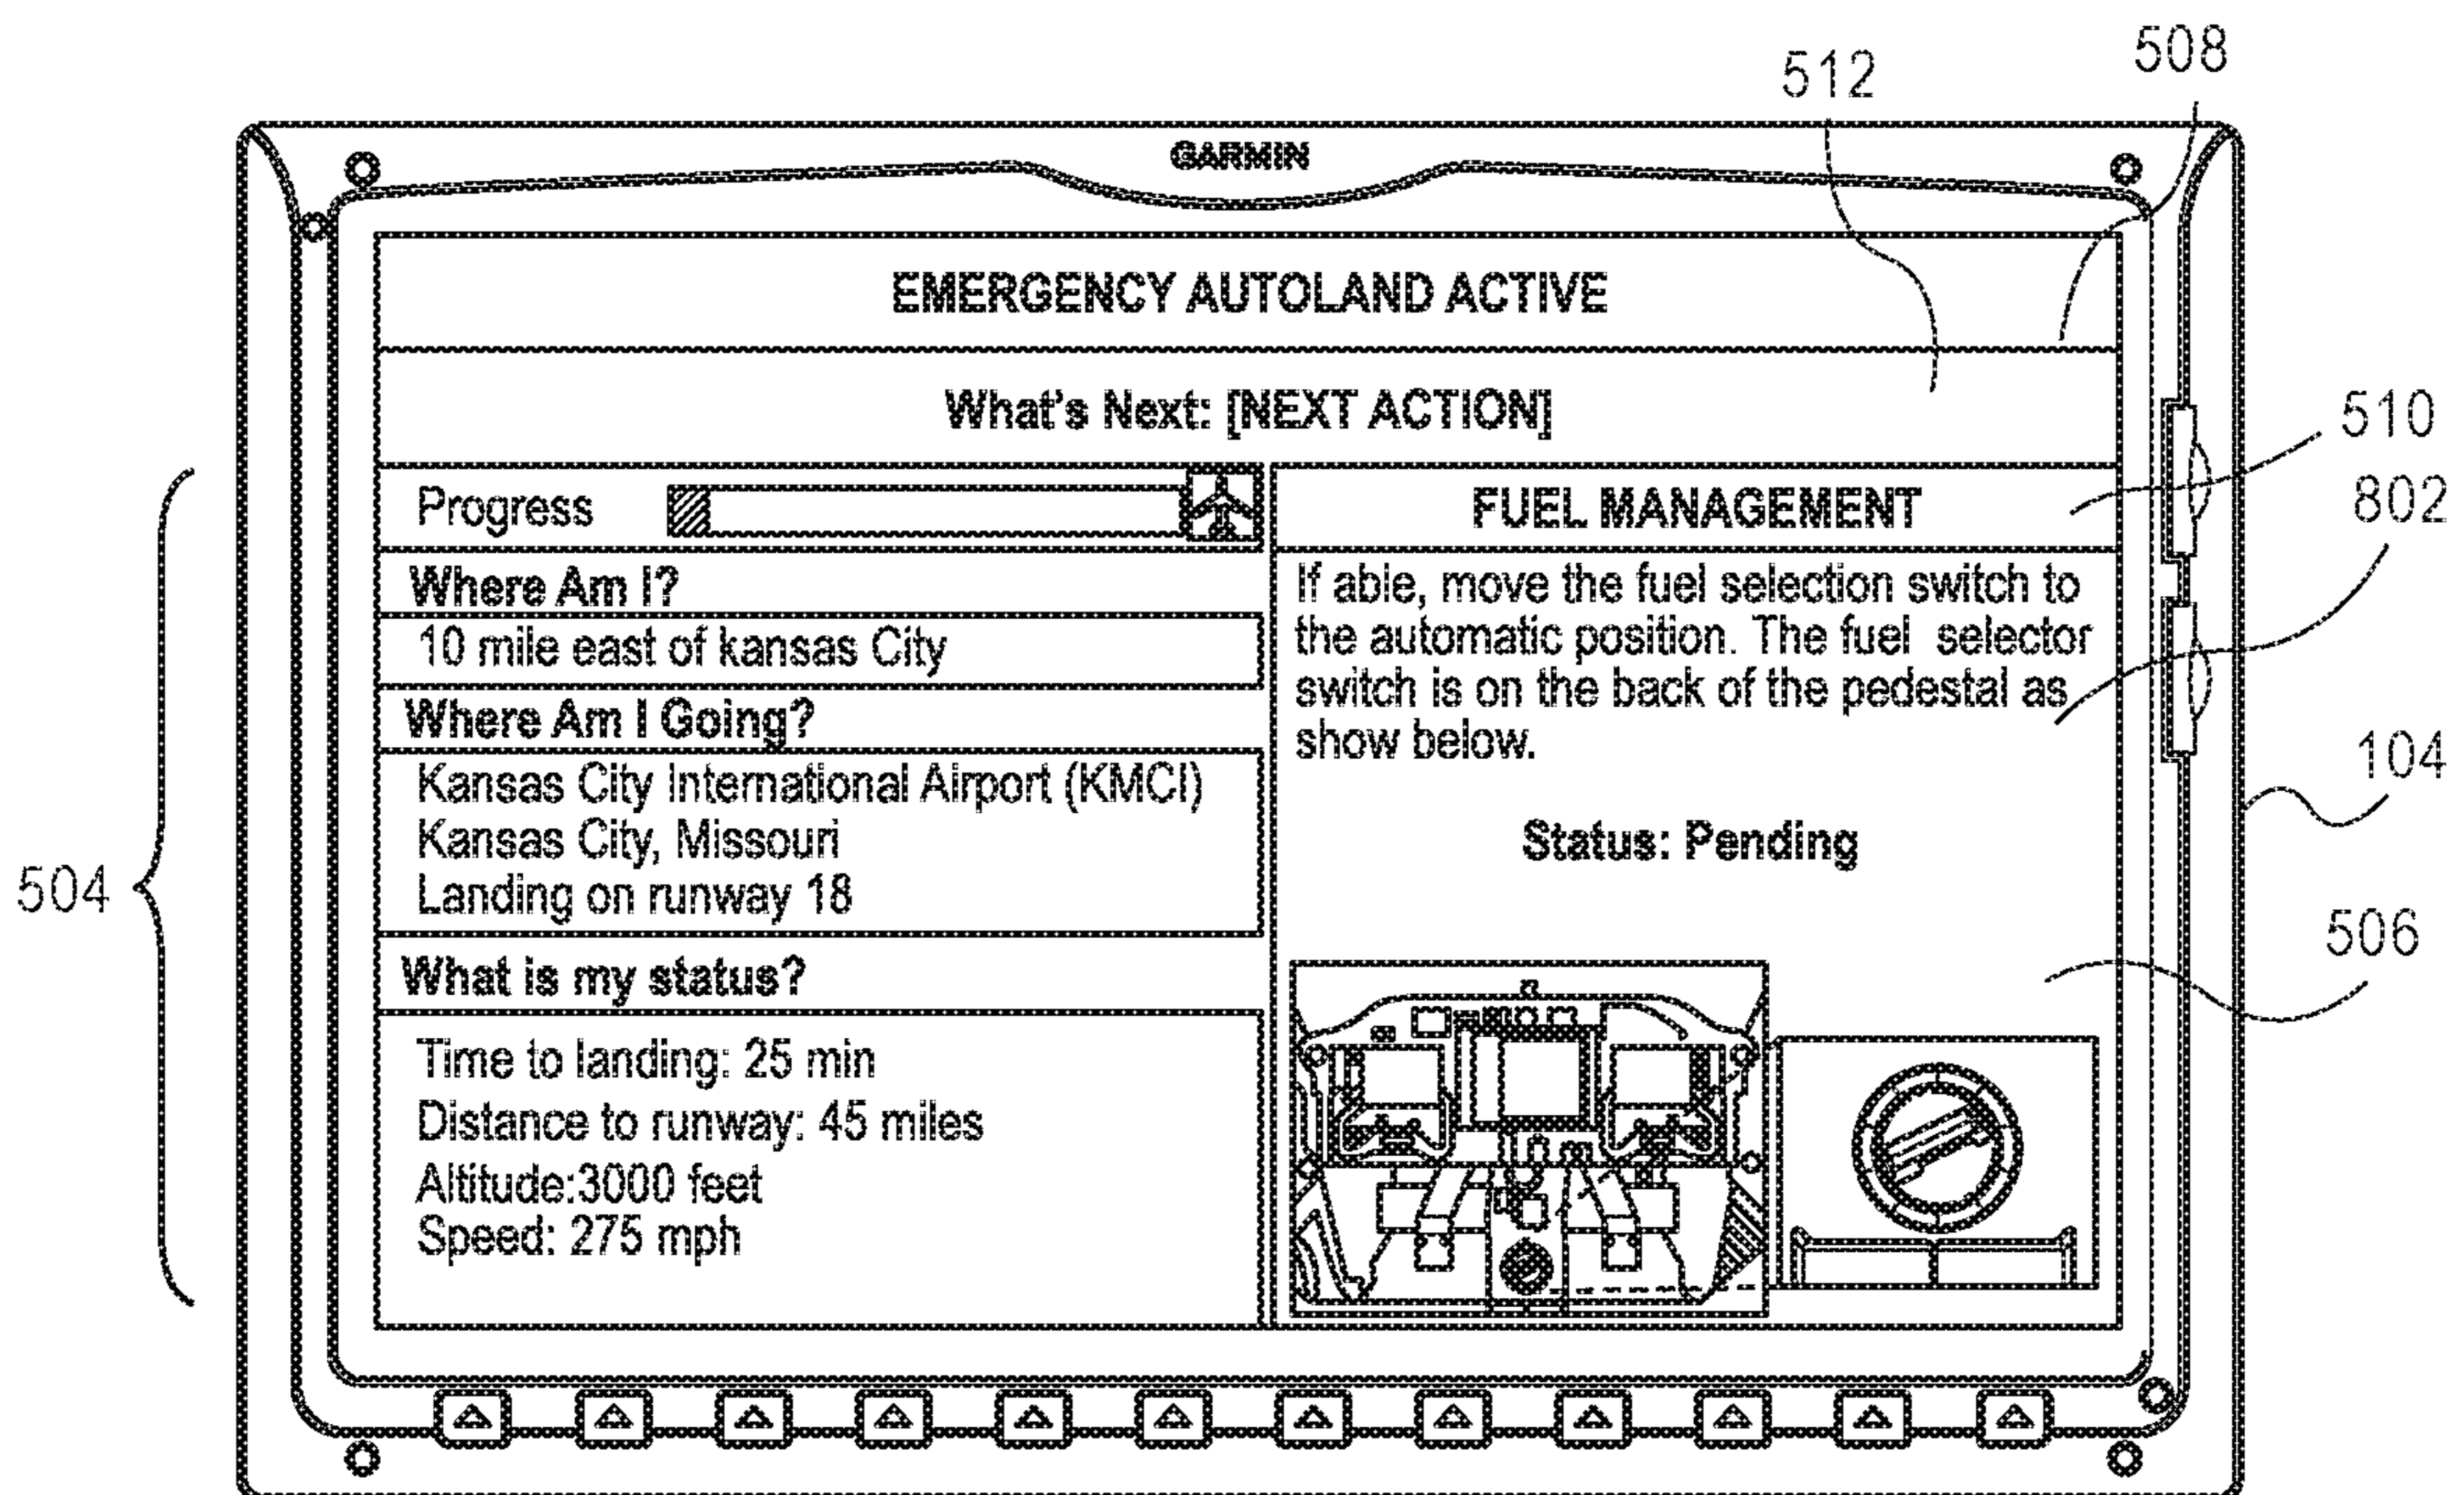 508
512
GARMIN
EMERGENCY AUTOLAND ACTIVE
What's Next: [NEXT ACTION]
510
802
Progress
FUEL MANAGEMENT
Where Am I?
10 mile east of kansas City
Where Am I Going?
Kansas City International Airport (KMCI)
Kansas City, Missouri
Landing on runway 18
What is my status?
Time to landing: 25 min
Distance to runway: 45 miles
Altitude:3000 feet
Speed: 275 mph
If able, move the fuel selection switch to
the automatic position. The fuel selector
switch is on the back of the pedestal as
show below.
Status: Pending
104
504
506